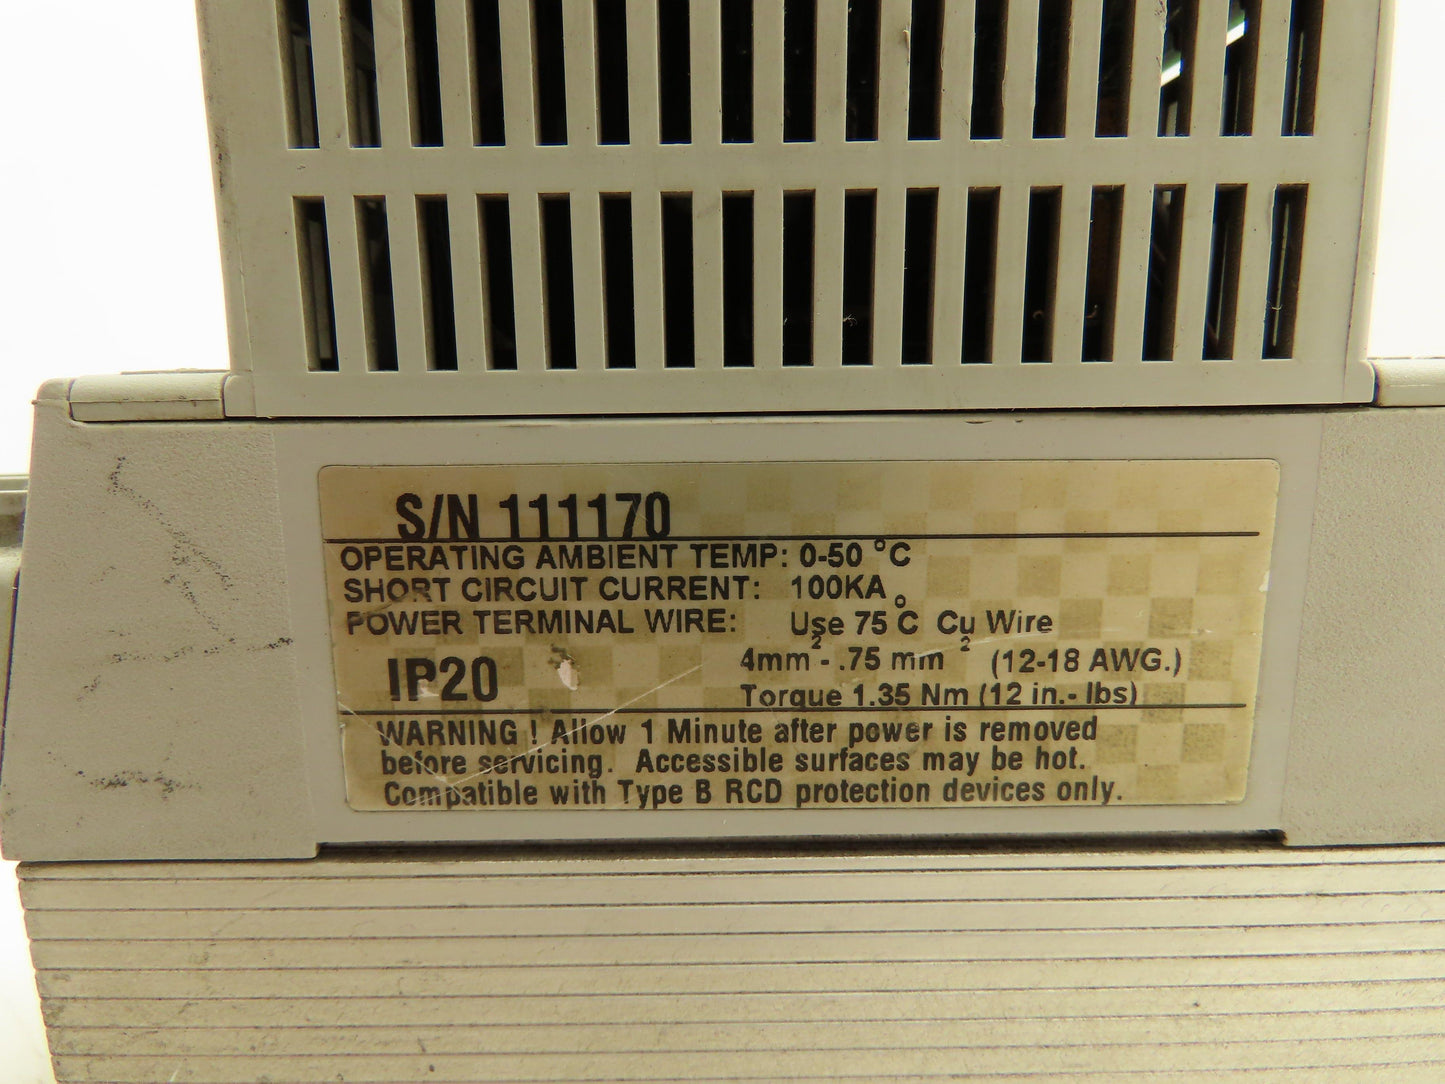 S/N 111170
OPERATING AMBIENT TEMP: 0-50 °C
SHORT CIRCUIT CURRENT: 100KA
POWER TERMINAL WIRE: Use 75°C Cu Wire
IP20 4mm² - .75 mm² (12-18 AWG.)
Torque 1.35 Nm (12 in.- lbs)
WARNING ! Allow 1 Minute after power is removed
before servicing. Accessible surfaces may be hot.
Compatible with Type B RCD protection devices only.